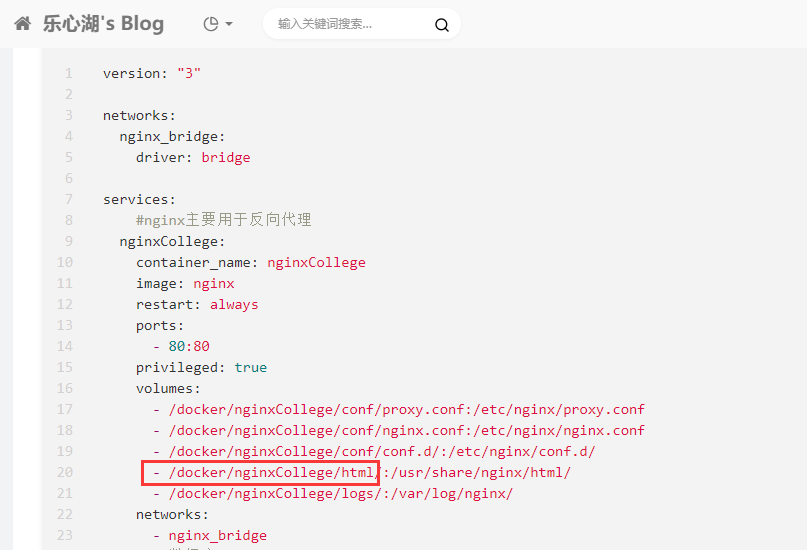 乐心湖's Blog
输入关键词搜索...
1 version: "3"
2
3 networks:
4 nginx_bridge:
5 driver: bridge
6
7 services:
8 #nginx主要用于反向代理
9 nginxCollege:
10 container_name: nginxCollege
11 image: nginx
12 restart: always
13 ports:
14 - 80:80
15 privileged: true
16 volumes:
17 - /docker/nginxCollege/conf/proxy.conf:/etc/nginx/proxy.conf
18 - /docker/nginxCollege/conf/nginx.conf:/etc/nginx/nginx.conf
19 - /docker/nginxCollege/conf/conf.d/:/etc/nginx/conf.d/
20 - /docker/nginxCollege/html/:/usr/share/nginx/html/
21 - /docker/nginxCollege/logs/:/var/log/nginx/
22 networks:
23 - nginx_bridge